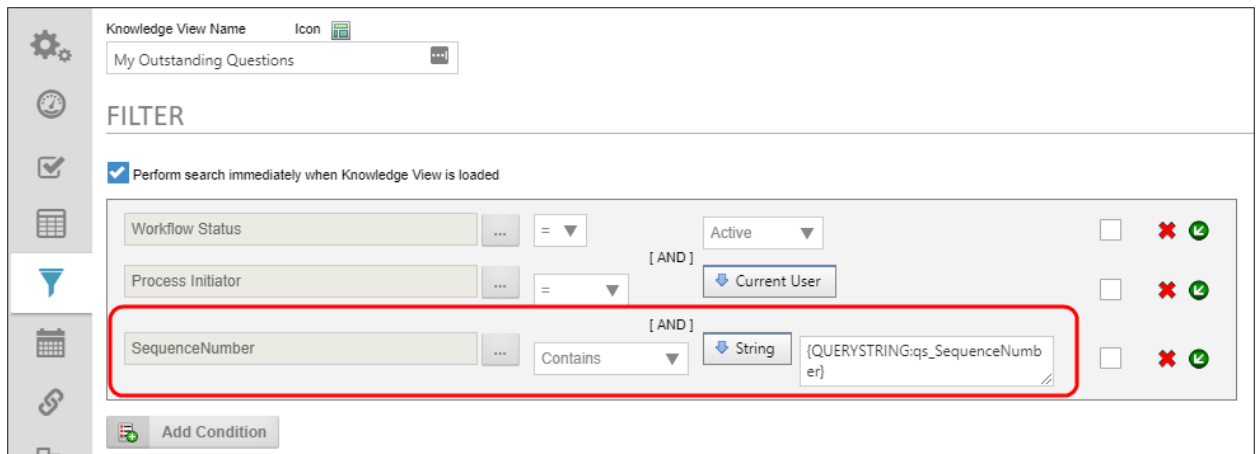 Knowledge View Name Icon
My Outstanding Questions
FILTER
Perform search immediately when Knowledge View is loaded
Workflow Status ... = Active
[ AND ]
Process Initiator ... = Current User
[ AND ]
SequenceNumber ... Contains String {QUERYSTRING:qs_SequenceNumb
er}
Add Condition